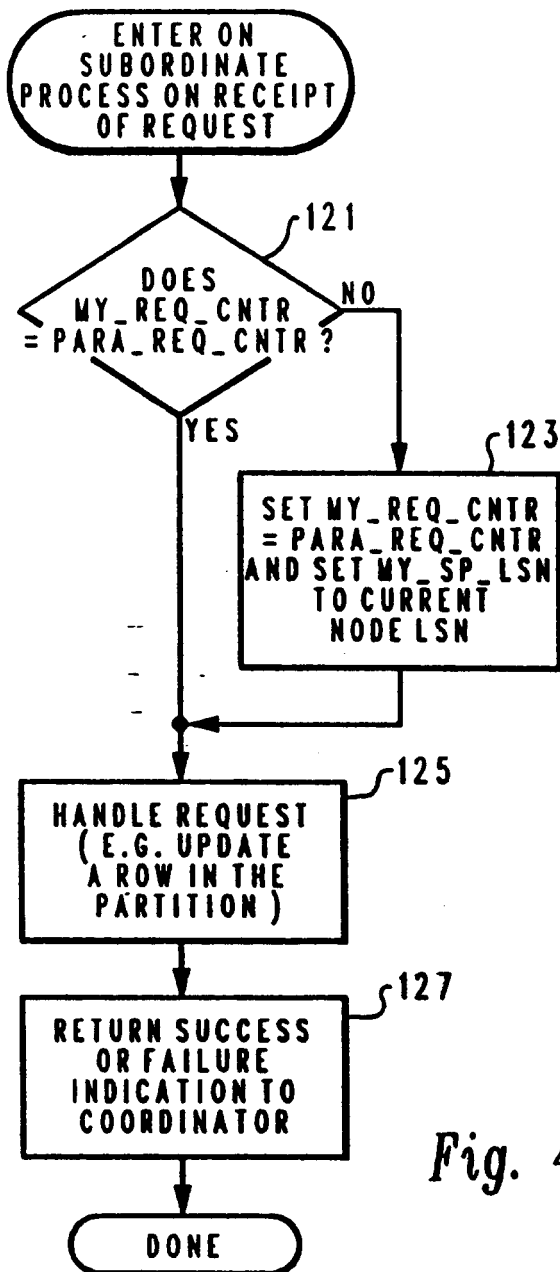 ENTER ON
SUBORDINATE
PROCESS ON RECEIPT
OF REQUEST
121
DOES
MY_REQ_CNTR
= PARA_REQ_CNTR ?
NO
YES
123
SET MY_REQ_CNTR
= PARA_REQ_CNTR
AND SET MY_SP_LSN
TO CURRENT
NODE LSN
125
HANDLE REQUEST
( E.G. UPDATE
A ROW IN THE
PARTITION )
127
RETURN SUCCESS
OR FAILURE
INDICATION TO
COORDINATOR
Fig. 4
DONE